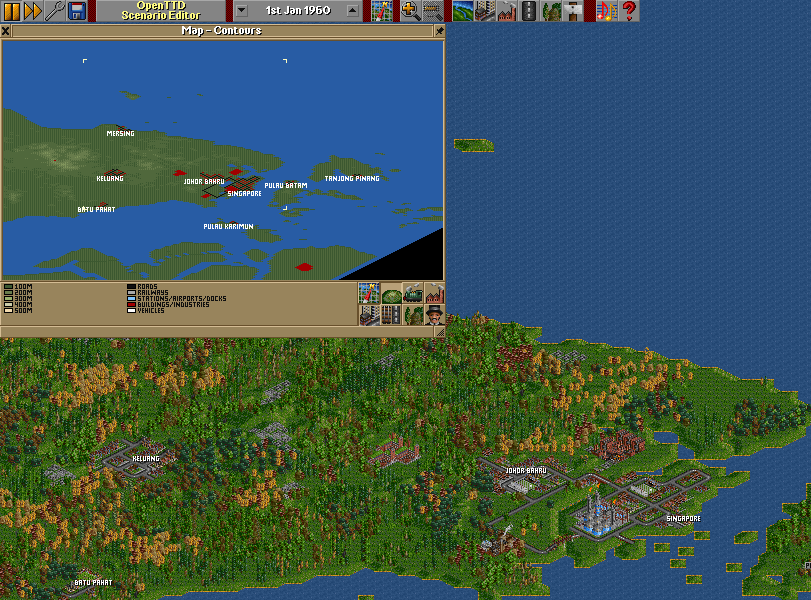 OpenTTD
Scenario Editor
1st Jan 1960
Map - Contours
MERSING
KELUANG
JOHOR BAHRU
SINGAPORE
PULAU BATAM
TANJONG PINANG
BATU PAHAT
PULAU KARIMUN
100M
200M
300M
400M
500M
ROADS
RAILWAYS
STATIONS/AIRPORTS/DOCKS
BUILDINGS/INDUSTRIES
VEHICLES
KELUANG
JOHOR BAHRU
SINGAPORE
BATU PAHAT